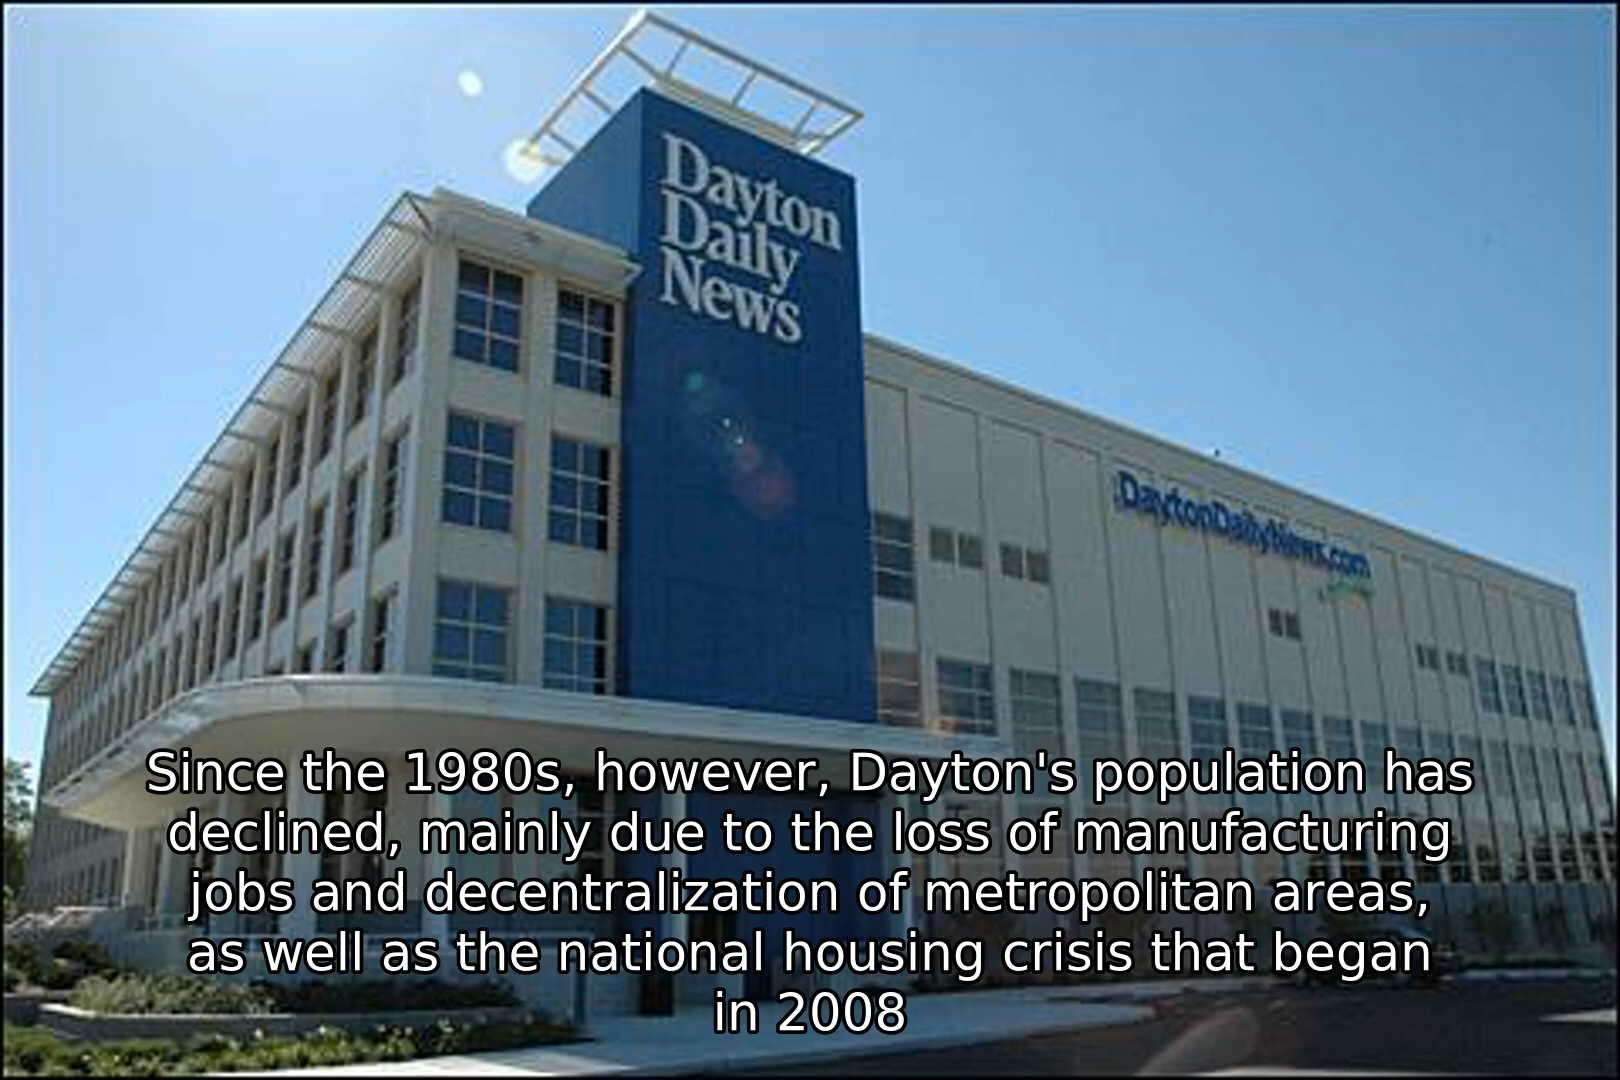 Dayton
Daily
News
DaytonDailyNews.com
Since the 1980s, however, Dayton's population has
declined, mainly due to the loss of manufacturing
jobs and decentralization of metropolitan areas,
as well as the national housing crisis that began
in 2008